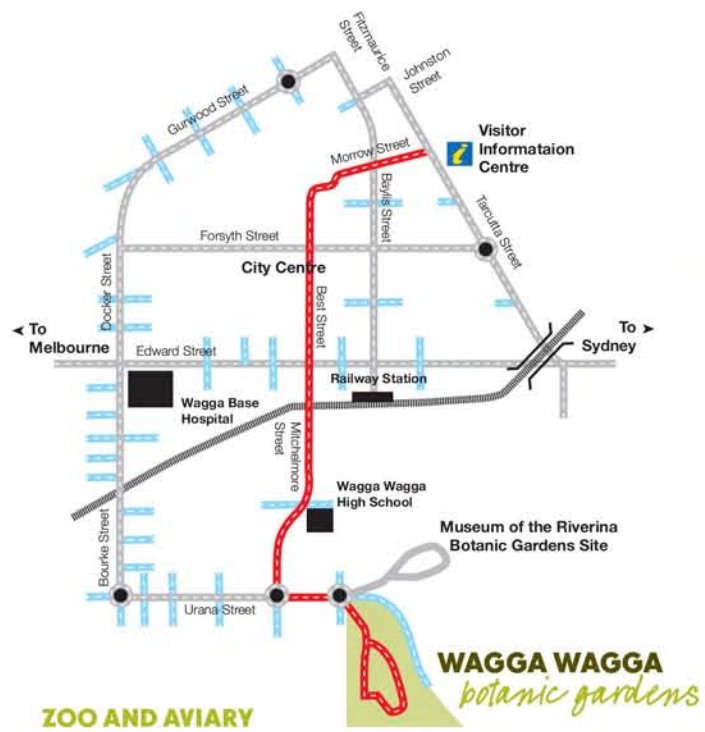 Fitzmaurice
Street
Johnston
Street
Gurwood Street
Visitor
Informataion
Centre
Morrow Street
Baylis Street
Tarcutta Street
Forsyth Street
City Centre
Docker Street
Best Street
To
Melbourne
To
Sydney
Edward Street
Railway Station
Wagga Base
Hospital
Mitchelmore
Street
Wagga Wagga
High School
Museum of the Riverina
Botanic Gardens Site
Bourke Street
Urana Street
WAGGA WAGGA
botanic gardens
ZOO AND AVIARY